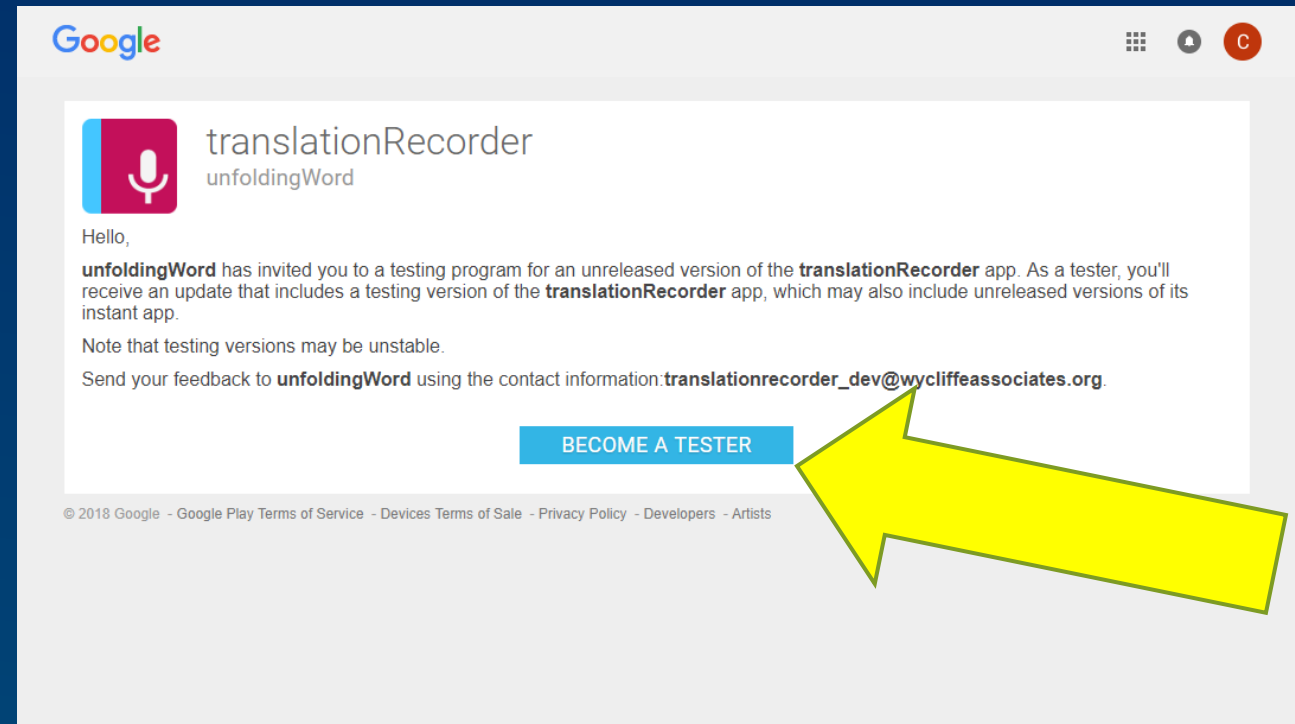 Google
C
translationRecorder
unfoldingWord
Hello,
unfoldingWord has invited you to a testing program for an unreleased version of the translationRecorder app. As a tester, you'll
receive an update that includes a testing version of the translationRecorder app, which may also include unreleased versions of its
instant app.
Note that testing versions may be unstable.
Send your feedback to unfoldingWord using the contact information:translationrecorder_dev@wycliffeassociates.org.
BECOME A TESTER
© 2018 Google - Google Play Terms of Service - Devices Terms of Sale - Privacy Policy - Developers - Artists